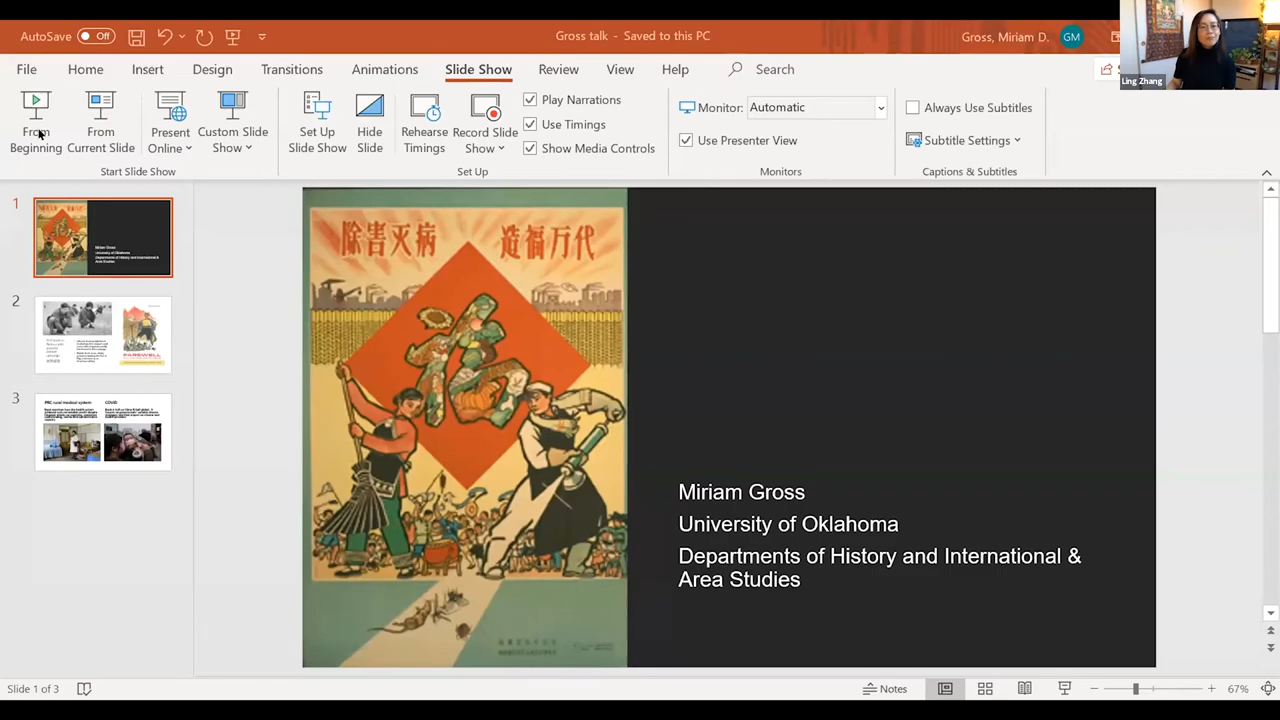 AutoSave Off
Gross talk - Saved to this PC
Gross, Miriam D. GM
Ling Zhang
File Home Insert Design Transitions Animations Slide Show Review View Help Search
From Beginning
From Current Slide
Present Online
Custom Slide Show
Start Slide Show
Set Up Slide Show
Hide Slide
Rehearse Timings
Record Slide Show
Play Narrations
Use Timings
Show Media Controls
Set Up
Monitor: Automatic
Use Presenter View
Monitors
Always Use Subtitles
Subtitle Settings
Captions & Subtitles
1
2
FAREWELL
3
PRC rural medical system COVID
除害灭病 造福万代
福
Miriam Gross
University of Oklahoma
Departments of History and International &
Area Studies
Slide 1 of 3
Notes
67%